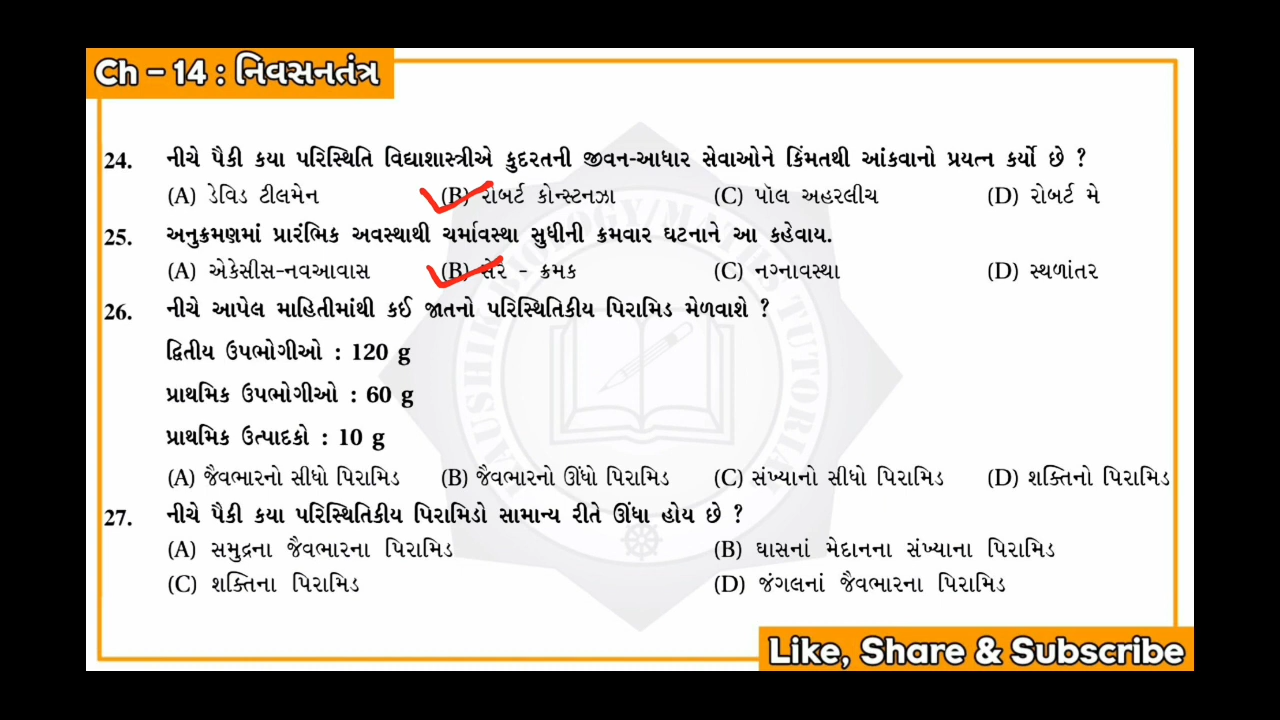 Ch – 14 : નિવસનતંત્ર
24. નીચે પૈકી કયા પરિસ્થિતિ વિદ્યાશાસ્ત્રીએ કુદરતની જીવન-આધાર સેવાઓને કિંમતથી આંકવાનો પ્રયત્ન કર્યો છે ?
(A) ડેવિડ ટીલમેન (B) રોબર્ટ કોન્સ્ટનઝા (C) પૉલ અહરલીચ (D) રોબર્ટ મે
25. અનુક્રમણમાં પ્રારંભિક અવસ્થાથી ચર્માવસ્થા સુધીની ક્રમવાર ઘટનાને આ કહેવાય.
(A) એકેસીસ-નવઆવાસ (B) સેરે - ક્રમક (C) નગ્નાવસ્થા (D) સ્થળાંતર
26. નીચે આપેલ માહિતીમાંથી કઈ જાતનો પરિસ્થિતિકીય પિરામિડ મેળવાશે ?
દ્વિતીય ઉપભોગીઓ : 120 g
પ્રાથમિક ઉપભોગીઓ : 60 g
પ્રાથમિક ઉત્પાદકો : 10 g
(A) જૈવભારનો સીધો પિરામિડ (B) જૈવભારનો ઊંધો પિરામિડ (C) સંખ્યાનો સીધો પિરામિડ (D) શક્તિનો પિરામિડ
27. નીચે પૈકી કયા પરિસ્થિતિકીય પિરામિડો સામાન્ય રીતે ઊંધા હોય છે ?
(A) સમુદ્રના જૈવભારના પિરામિડ (B) ઘાસનાં મેદાનના સંખ્યાના પિરામિડ
(C) શક્તિના પિરામિડ (D) જંગલનાં જૈવભારના પિરામિડ
Like, Share & Subscribe